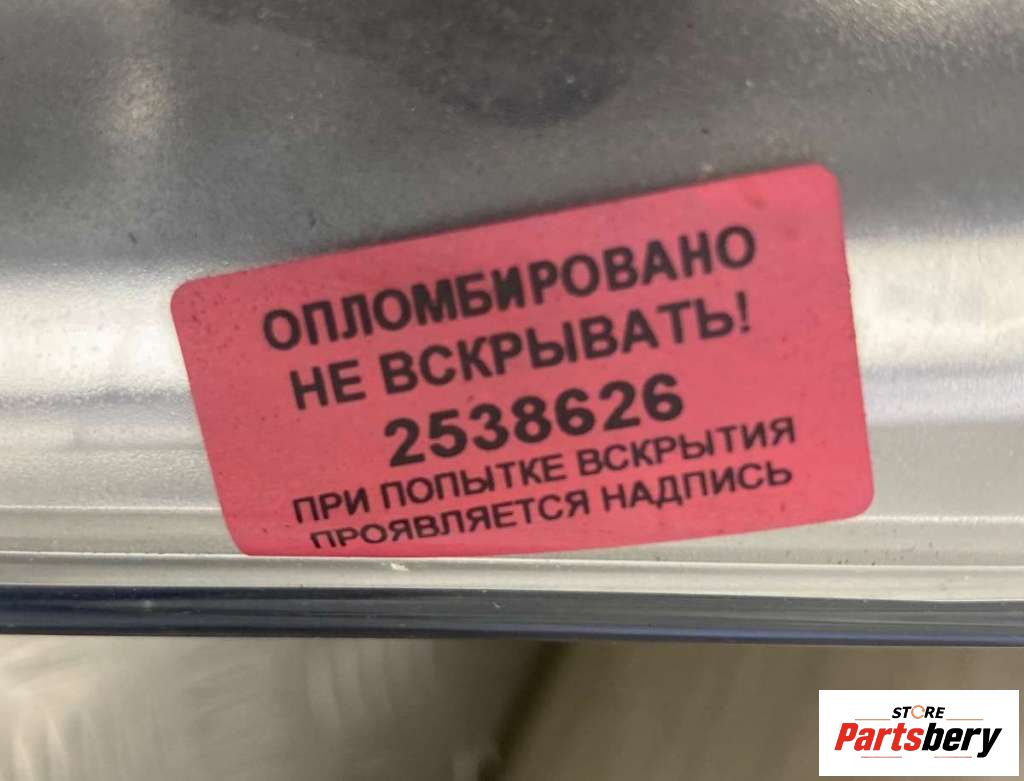 ОПЛОМБИРОВАНО
НЕ ВСКРЫВАТЬ!
2538626
ПРИ ПОПЫТКЕ ВСКРЫТИЯ
ПРОЯВЛЯЕТСЯ НАДПИСЬ
STORE
Partsbery